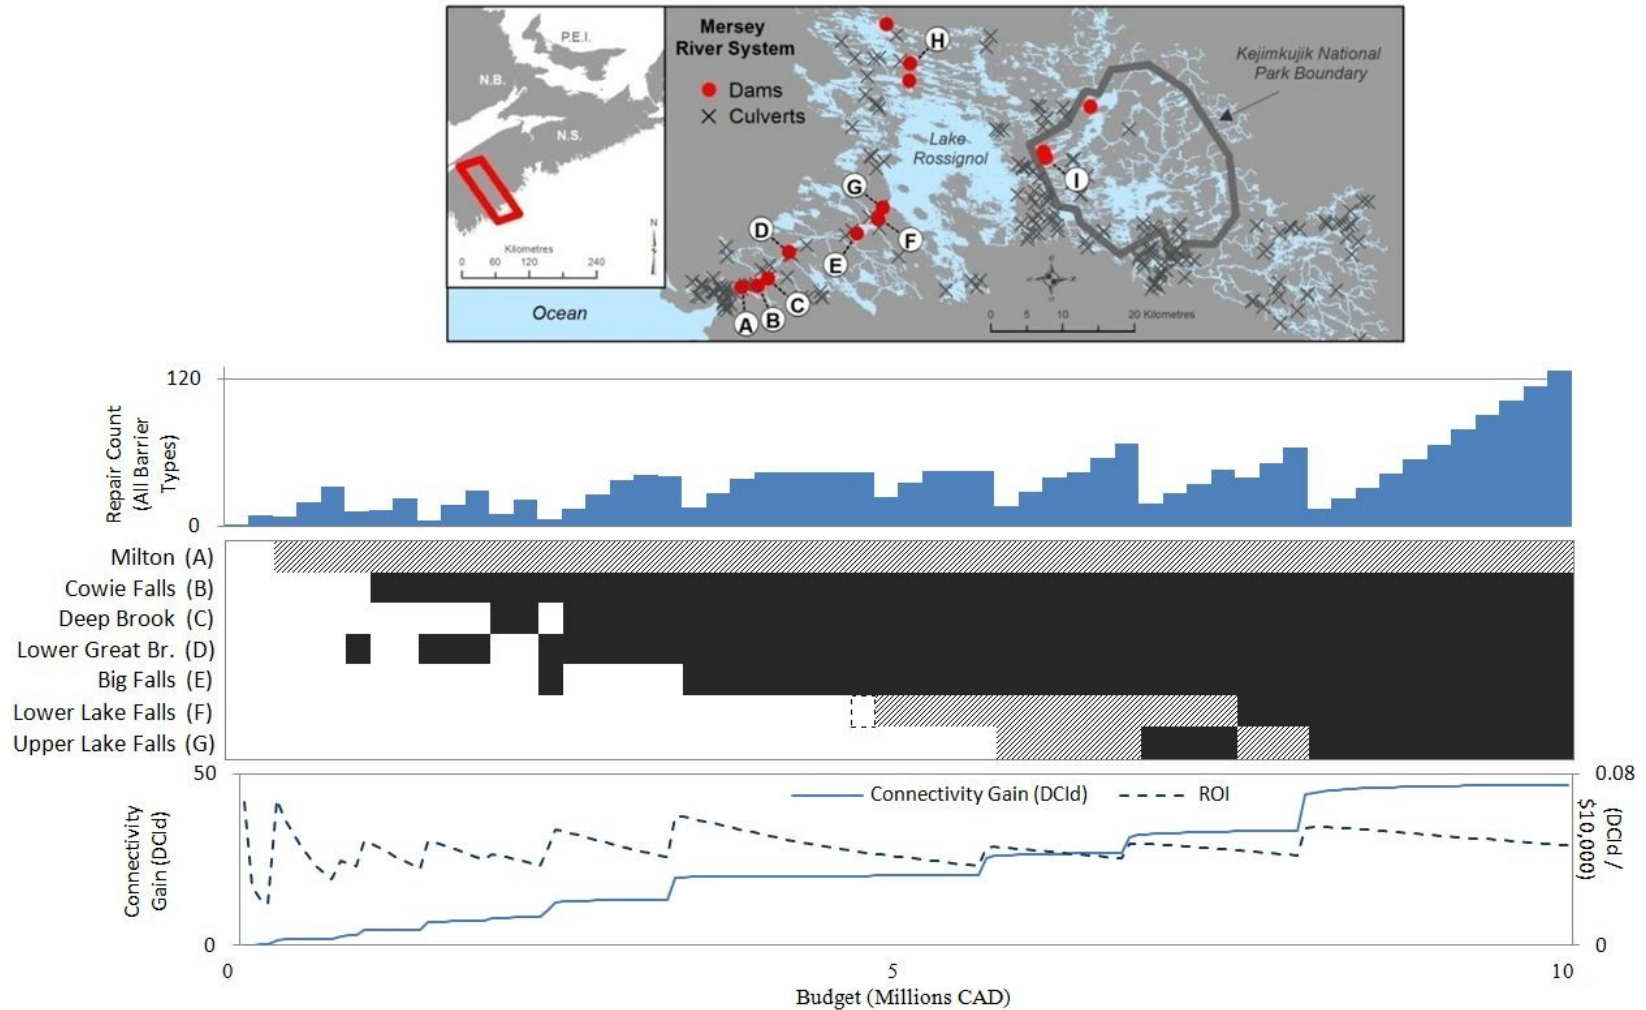 P.E.I.
N.B.
N.S.
N
Kilometres
0 60 120 240
Ocean
Mersey
River System
Dams
Culverts
H
Kejimkujik National
Park Boundary
Lake
Rossignol
I
G
D
F
E
C
B
A
0 5 10 20 Kilometres
120
0
Repair Count
(All Barrier
Types)
Milton (A)
Cowie Falls (B)
Deep Brook (C)
Lower Great Br. (D)
Big Falls (E)
Lower Lake Falls (F)
Upper Lake Falls (G)
50
0
Connectivity
Gain (DCId)
Connectivity Gain (DCId)
ROI
0.08
0
(DCId /
$10,000)
0 5 10
Budget (Millions CAD)